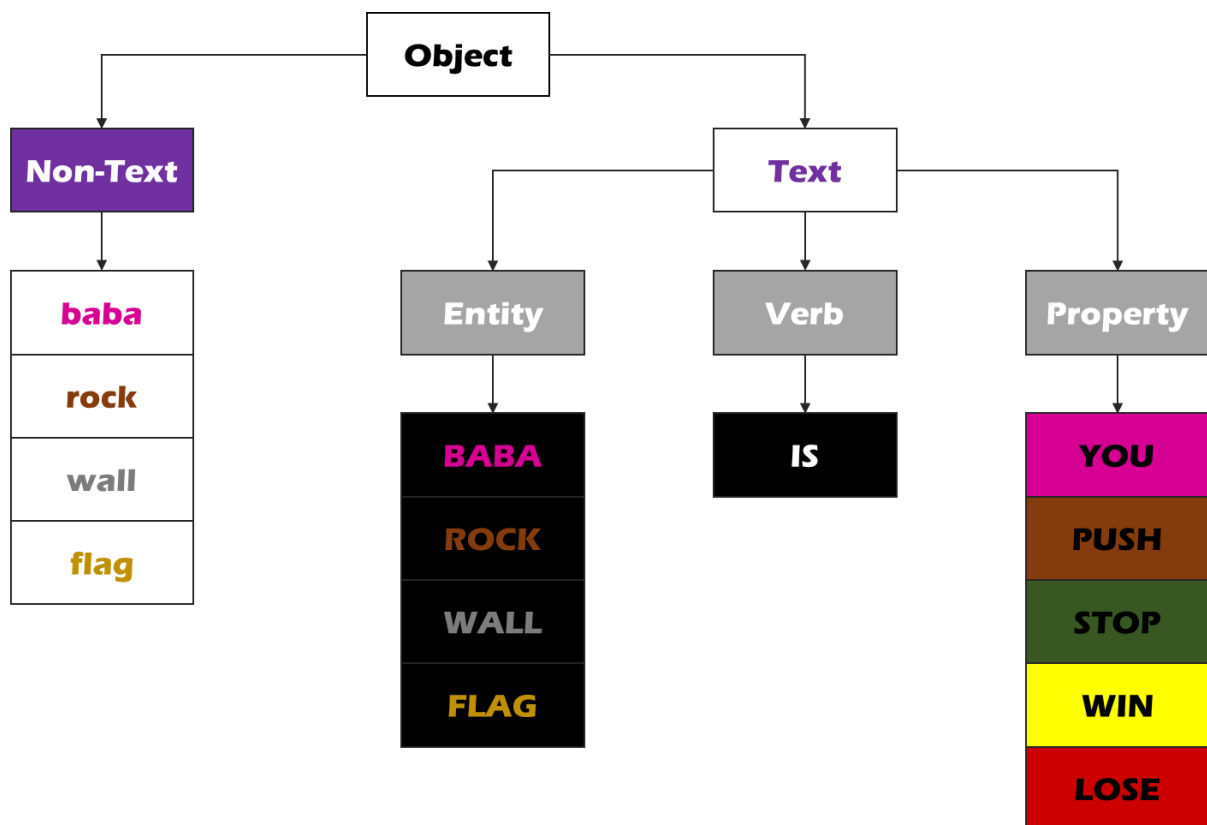 Object
Non-Text
Text
baba
rock
wall
flag
Entity
Verb
Property
BABA
ROCK
WALL
FLAG
IS
YOU
PUSH
STOP
WIN
LOSE